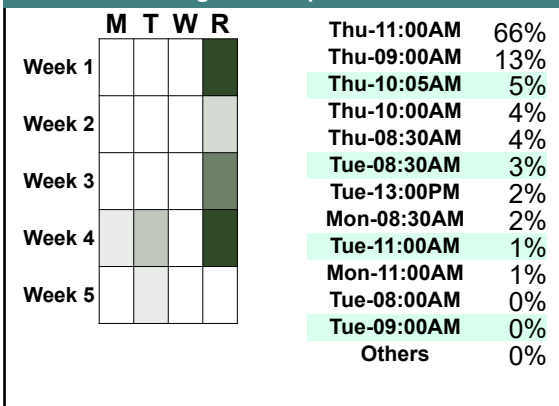 M T W R
Week 1
Week 2
Week 3
Week 4
Week 5
Thu-11:00AM 66%
Thu-09:00AM 13%
Thu-10:05AM 5%
Thu-10:00AM 4%
Thu-08:30AM 4%
Tue-08:30AM 3%
Tue-13:00PM 2%
Mon-08:30AM 2%
Tue-11:00AM 1%
Mon-11:00AM 1%
Tue-08:00AM 0%
Tue-09:00AM 0%
Others 0%